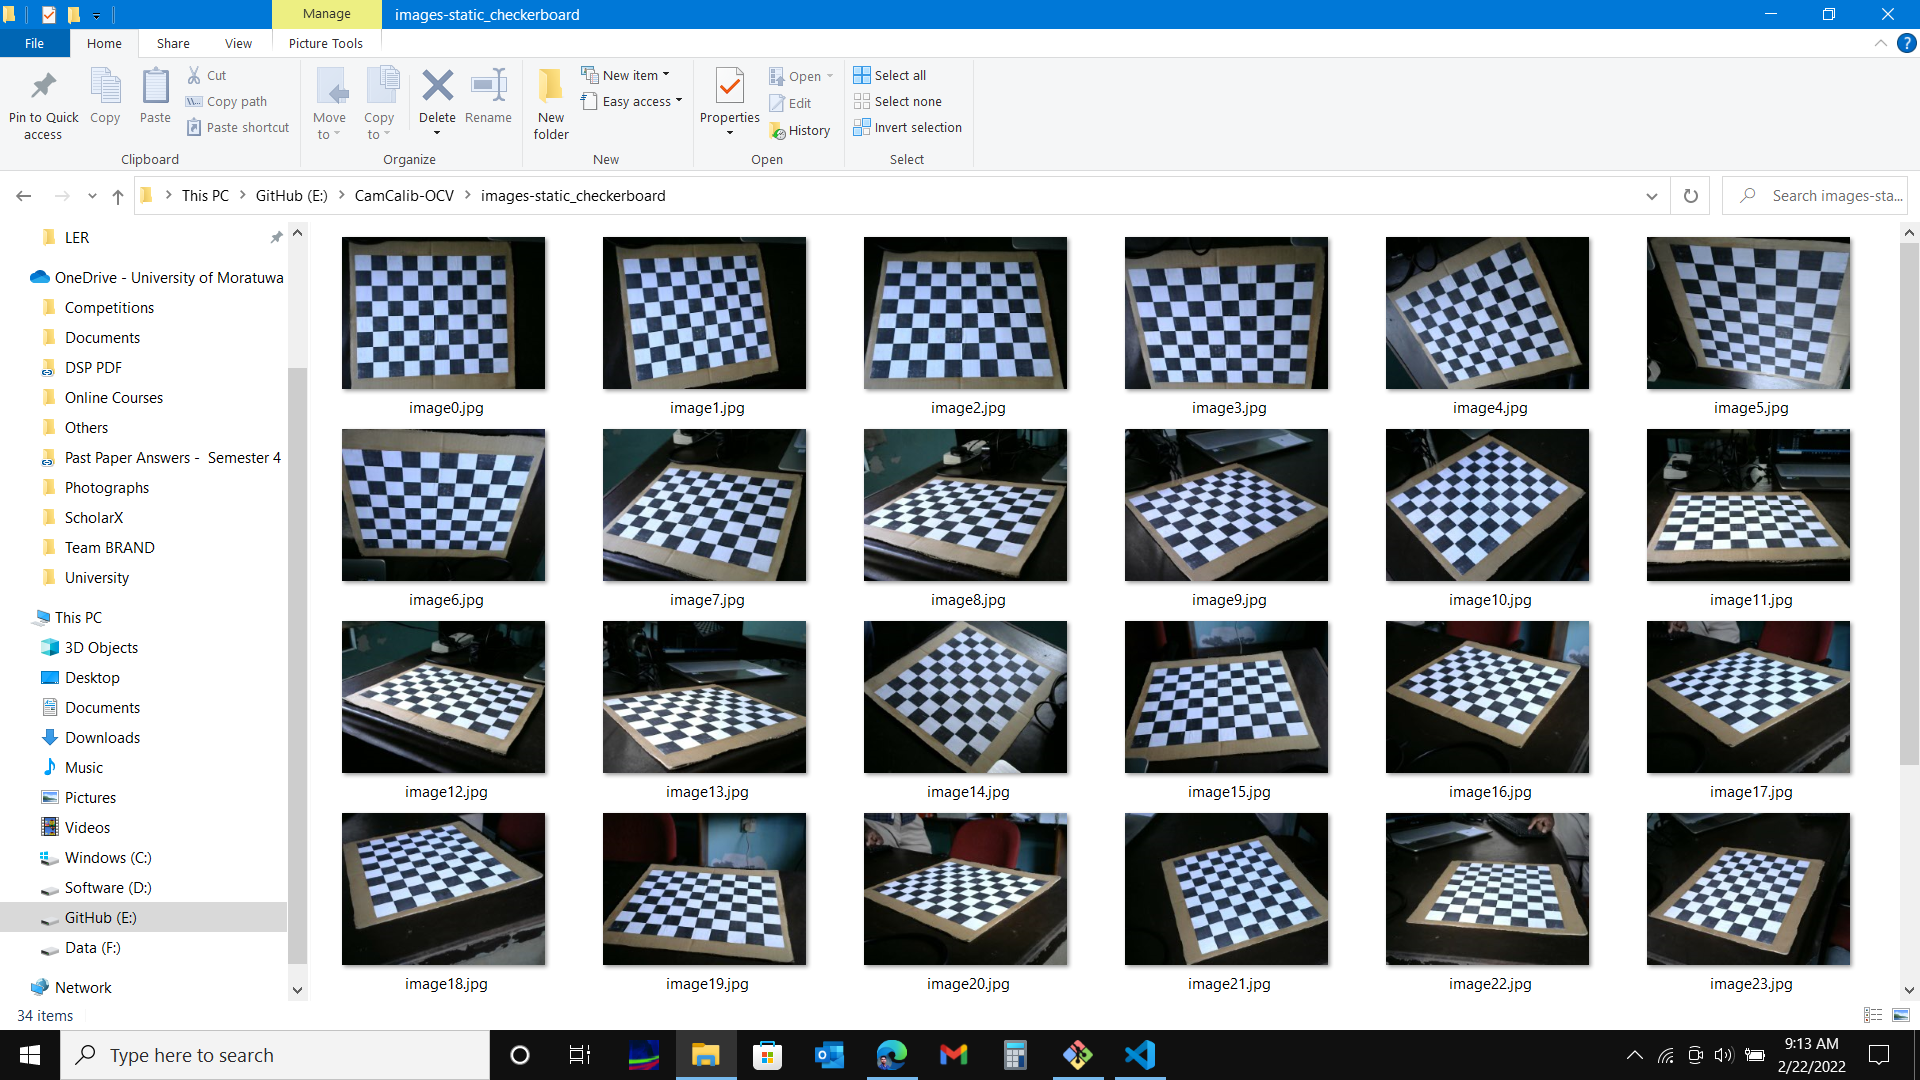 Manage
images-static_checkerboard
File
Home
Share
View
Picture Tools
Pin to Quick access
Copy
Paste
Cut
Copy path
Paste shortcut
Clipboard
Move to
Copy to
Delete
Rename
Organize
New folder
New item
Easy access
New
Properties
Open
Edit
History
Open
Select all
Select none
Invert selection
Select
This PC > GitHub (E:) > CamCalib-OCV > images-static_checkerboard
Search images-sta...
LER
OneDrive - University of Moratuwa
Competitions
Documents
DSP PDF
Online Courses
Others
Past Paper Answers - Semester 4
Photographs
ScholarX
Team BRAND
University
This PC
3D Objects
Desktop
Documents
Downloads
Music
Pictures
Videos
Windows (C:)
Software (D:)
GitHub (E:)
Data (F:)
Network
image0.jpg
image1.jpg
image2.jpg
image3.jpg
image4.jpg
image5.jpg
image6.jpg
image7.jpg
image8.jpg
image9.jpg
image10.jpg
image11.jpg
image12.jpg
image13.jpg
image14.jpg
image15.jpg
image16.jpg
image17.jpg
image18.jpg
image19.jpg
image20.jpg
image21.jpg
image22.jpg
image23.jpg
34 items
Type here to search
9:13 AM
2/22/2022